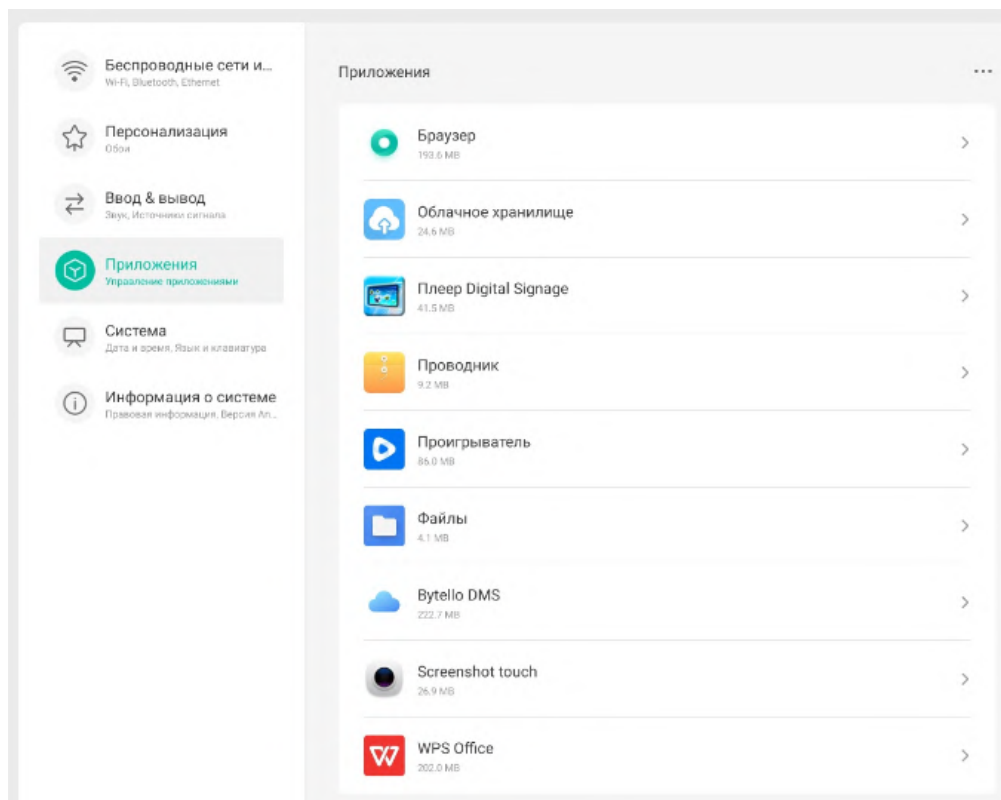 Беспроводные сети и...
Wi-Fi, Bluetooth, Ethernet
Персонализация
Обои
Ввод & вывод
Звук, Источники сигнала
Приложения
Управление приложениями
Система
Дата и время, Язык и клавиатура
Информация о системе
Правовая информация, Версия An...
Приложения
Браузер
193.6 MB
Облачное хранилище
24.6 MB
Плеер Digital Signage
41.5 MB
Проводник
9.2 MB
Проигрыватель
86.0 MB
Файлы
4.1 MB
Bytello DMS
222.7 MB
Screenshot touch
26.9 MB
WPS Office
202.0 MB